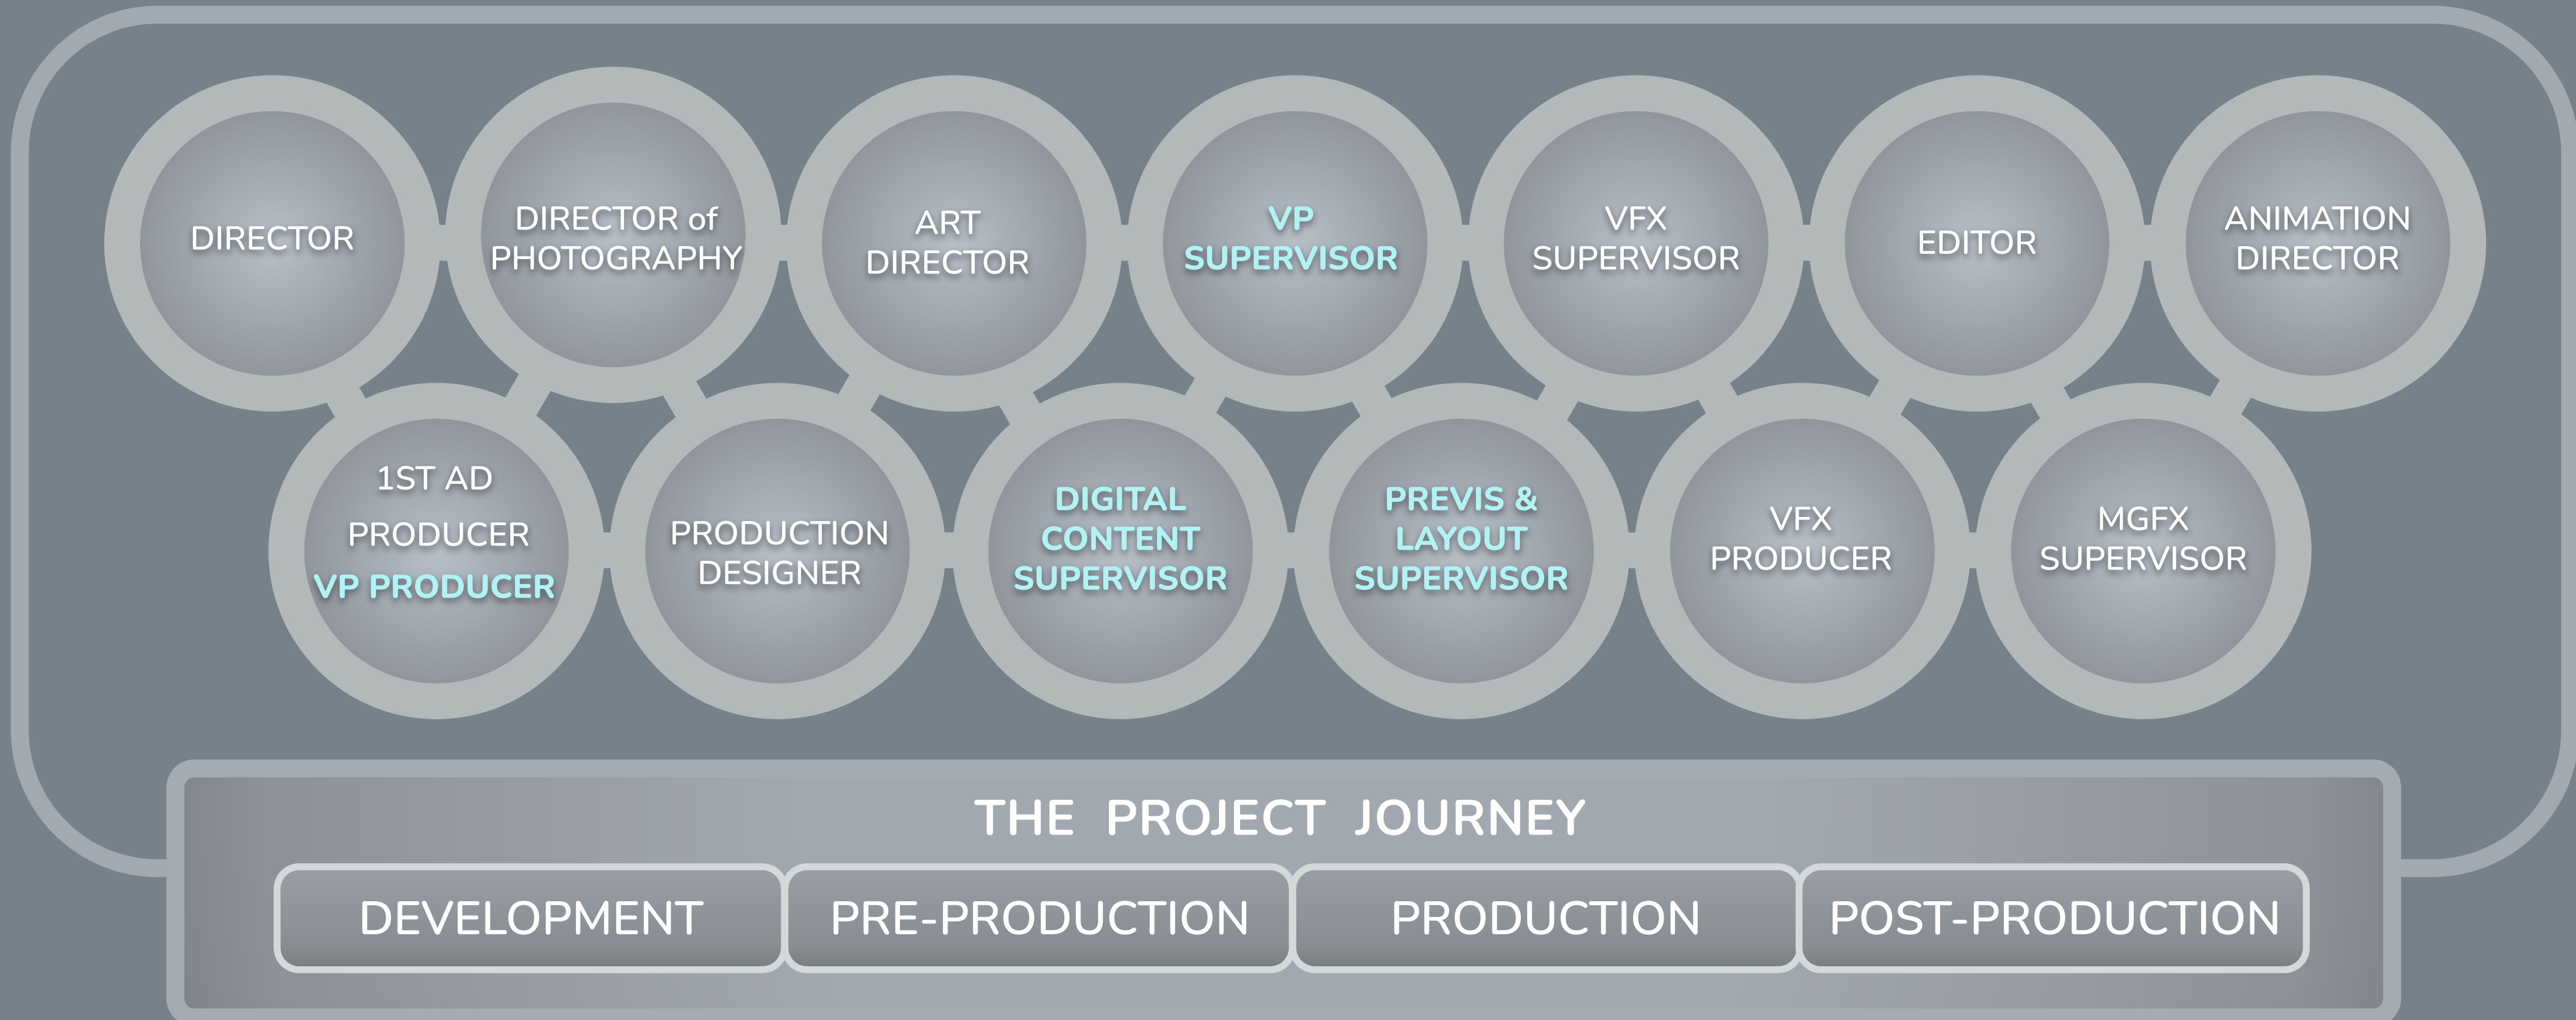 DIRECTOR
DIRECTOR of
PHOTOGRAPHY
ART
DIRECTOR
VP
SUPERVISOR
VFX
SUPERVISOR
EDITOR
ANIMATION
DIRECTOR
1ST AD
PRODUCER
VP PRODUCER
PRODUCTION
DESIGNER
DIGITAL
CONTENT
SUPERVISOR
PREVIS &
LAYOUT
SUPERVISOR
VFX
PRODUCER
MGFX
SUPERVISOR
THE PROJECT JOURNEY
DEVELOPMENT
PRE-PRODUCTION
PRODUCTION
POST-PRODUCTION